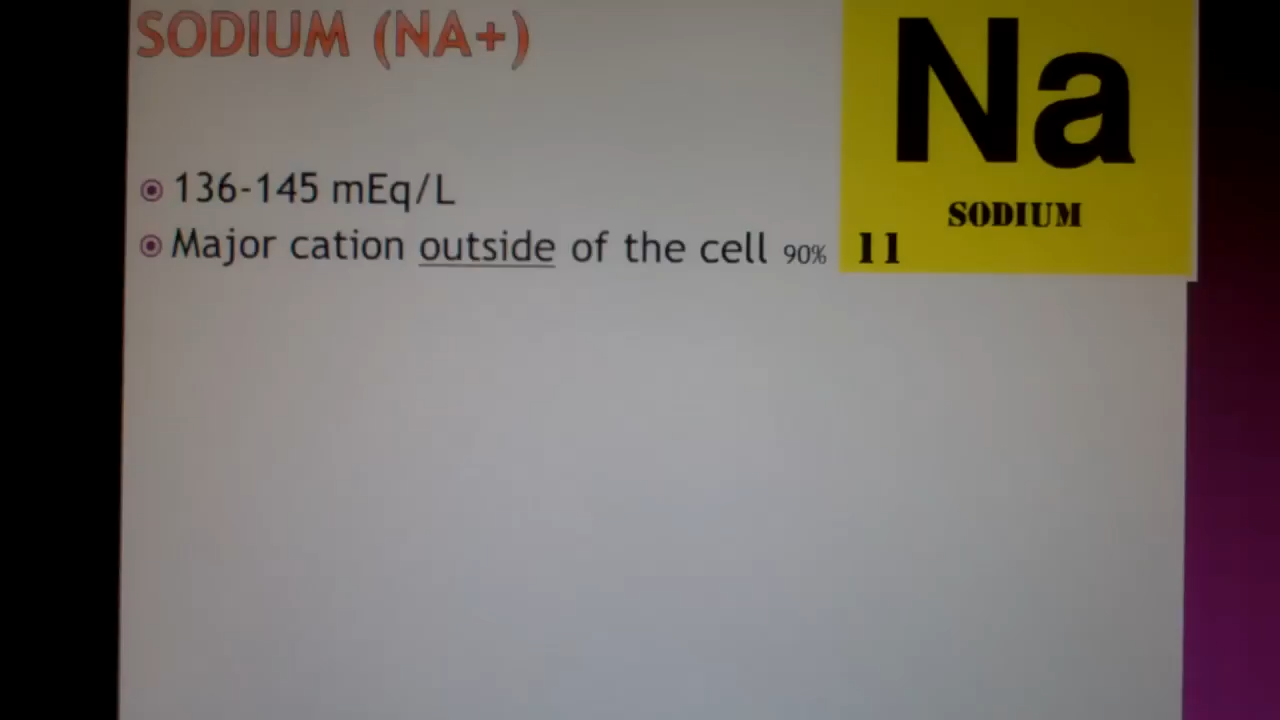 SODIUM (NA+)
136-145 mEq/L
Major cation outside of the cell 90%
Na
SODIUM
11